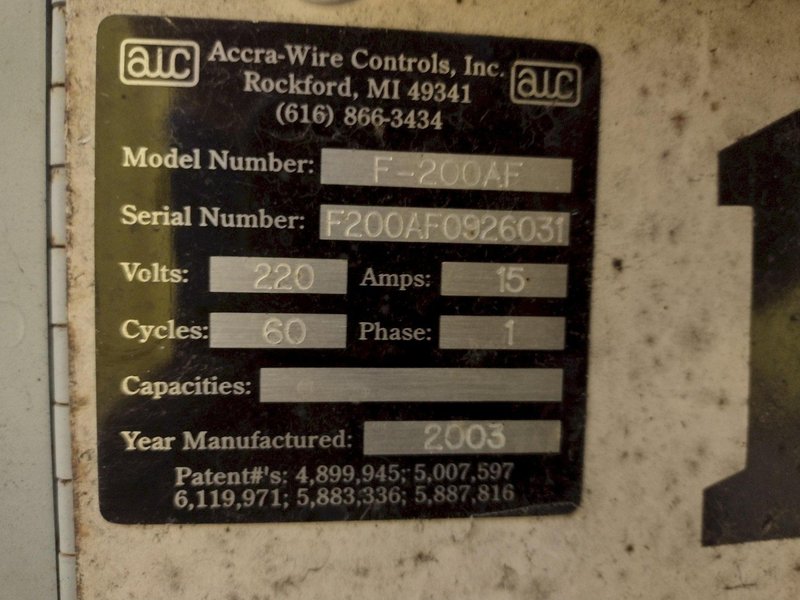 awc Accra-Wire Controls, Inc. awc
Rockford, MI 49341
(616) 866-3434
Model Number: F-200AF
Serial Number: F200AF0926031
Volts: 220 Amps: 15
Cycles: 60 Phase: 1
Capacities:
Year Manufactured: 2003
Patent#'s: 4,899,945; 5,007,597
6,119,971; 5,883,336; 5,887,816